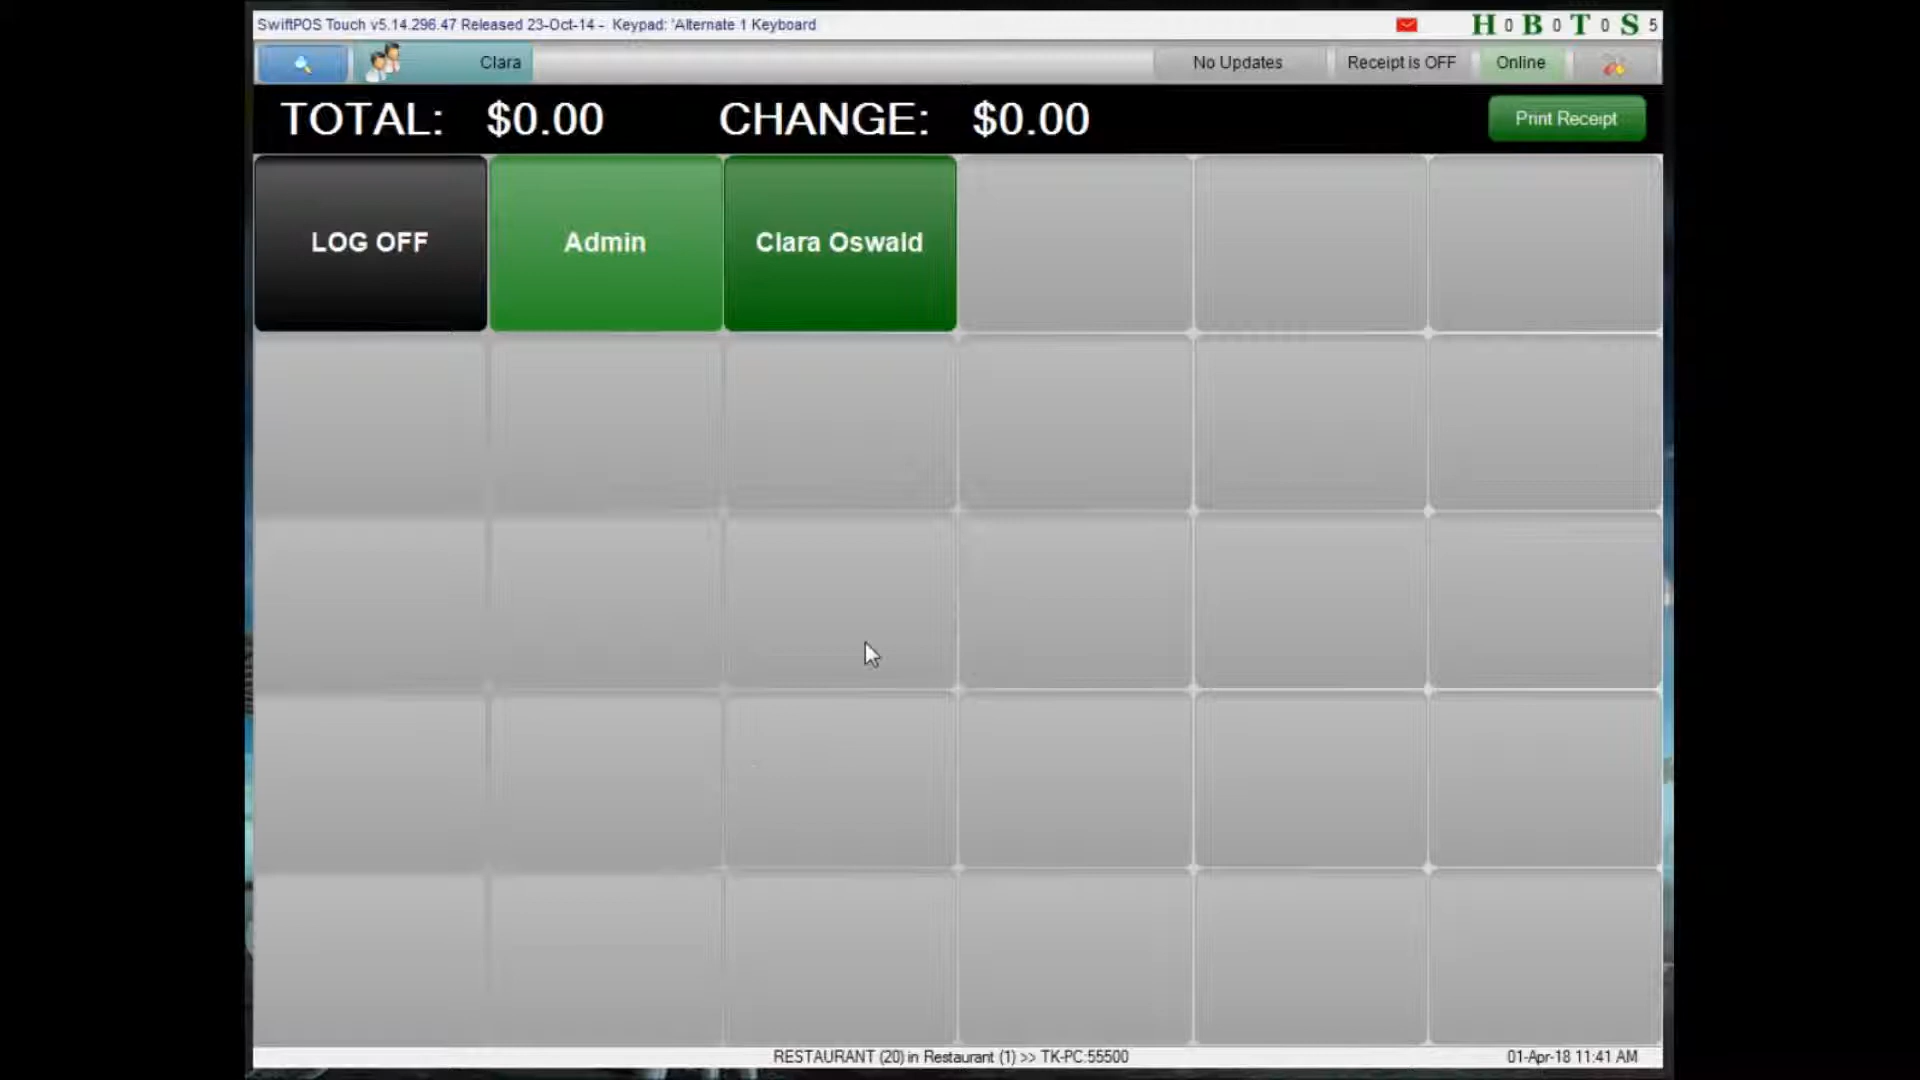 SwiftPOS Touch v5.14.296.47 Released 23-Oct-14 - Keypad: 'Alternate 1 Keyboard
H 0 B 0 T 0 S 5
Clara
No Updates
Receipt is OFF
Online
TOTAL: $0.00 CHANGE: $0.00
Print Receipt
LOG OFF
Admin
Clara Oswald
RESTAURANT (20) in Restaurant (1) >> TK-PC:55500
01-Apr-18 11:41 AM